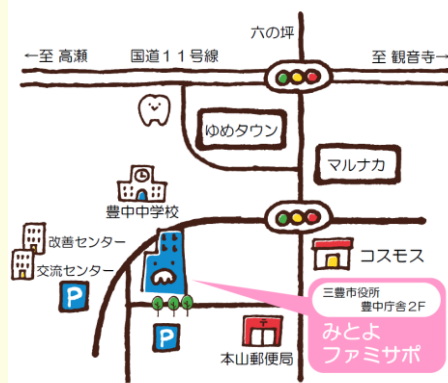 六の坪
←至 高瀬
国道１１号線
至 観音寺→
ゆめタウン
マルナカ
豊中中学校
改善センター
交流センター
コスモス
P
三豊市役所
豊中庁舎２F
みとよ
ファミサポ
P
本山郵便局